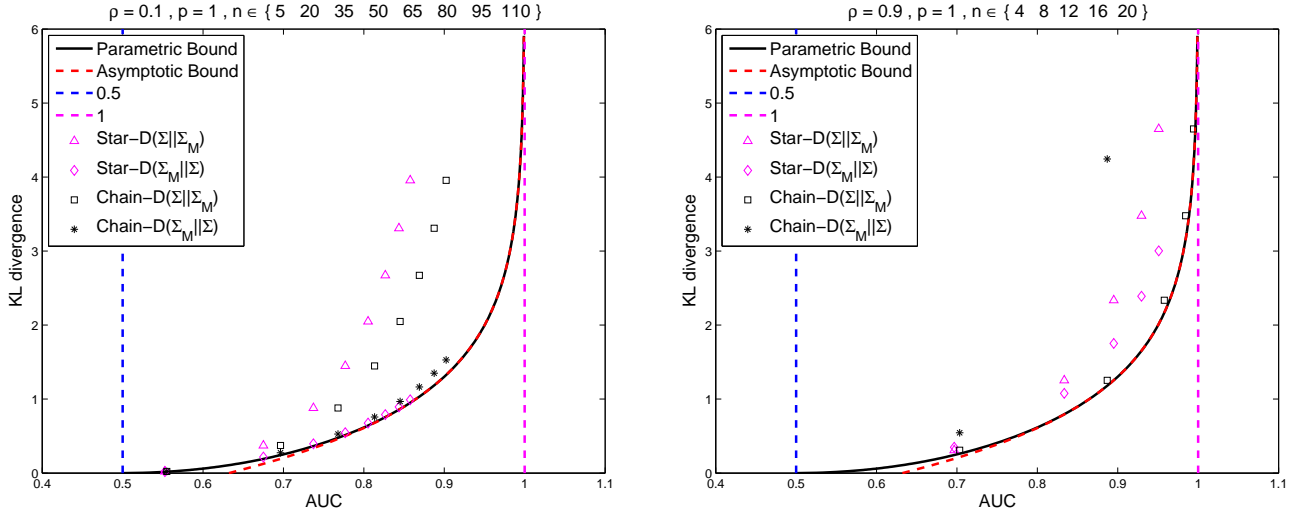 ρ = 0.1 , p = 1 , n ∈ { 5 20 35 50 65 80 95 110 }
6
5
4
3
2
1
0
KL divergence
Parametric Bound
Asymptotic Bound
0.5
1
Star−D(Σ||Σ_M)
Star−D(Σ_M||Σ)
Chain−D(Σ||Σ_M)
Chain−D(Σ_M||Σ)
0.4 0.5 0.6 0.7 0.8 0.9 1 1.1
AUC
ρ = 0.9 , p = 1 , n ∈ { 4 8 12 16 20 }
6
5
4
3
2
1
0
KL divergence
Parametric Bound
Asymptotic Bound
0.5
1
Star−D(Σ||Σ_M)
Star−D(Σ_M||Σ)
Chain−D(Σ||Σ_M)
Chain−D(Σ_M||Σ)
0.4 0.5 0.6 0.7 0.8 0.9 1 1.1
AUC